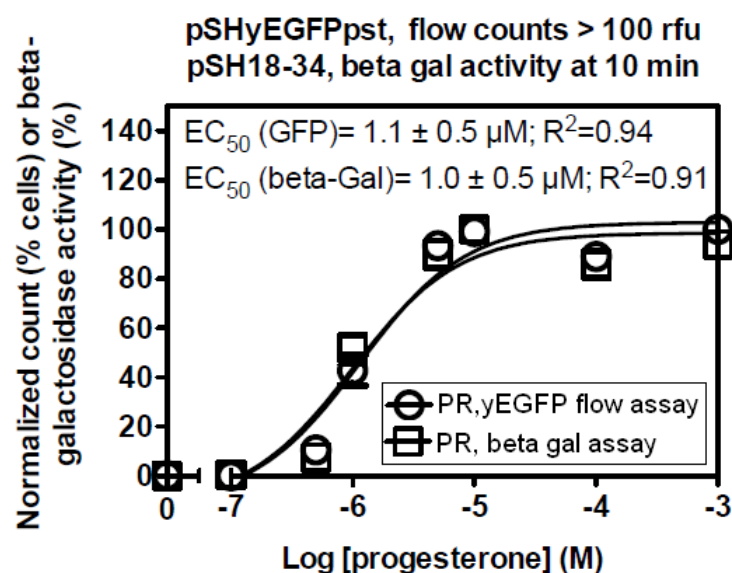 pSHyEGFPpst, flow counts > 100 rfu
pSH18-34, beta gal activity at 10 min
Normalized count (% cells) or beta-
galactosidase activity (%)
EC50 (GFP)= 1.1 ± 0.5 µM; R²=0.94
EC50 (beta-Gal)= 1.0 ± 0.5 µM; R²=0.91
140
120
100
80
60
40
20
0
PR,yEGFP flow assay
PR, beta gal assay
0 -7 -6 -5 -4 -3
Log [progesterone] (M)